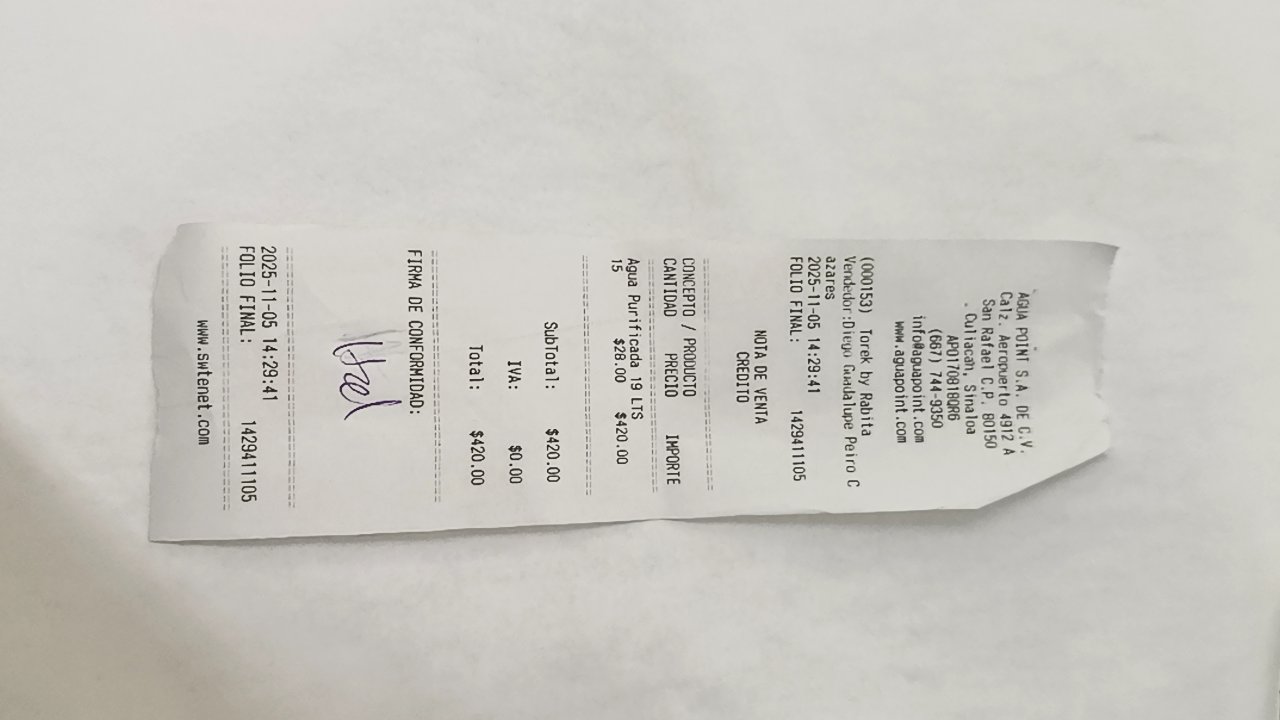 AGUA POINT S.A. DE C.V.
Calz. Aeropuerto 4912 A
San Rafael C.P. 80150
. Culiacán, Sinaloa
APO170818QR6
(667) 744-9350
info@aguapoint.com
www.aguapoint.com
NOTA DE VENTA
CREDITO
(000153) Torek by Rabita
Vendedor:Diego Guadalupe Peiro C
azares
2025-11-05 14:29:41
FOLIO FINAL: 1429411105
CONCEPTO / PRODUCTO
CANTIDAD PRECIO IMPORTE
Agua Purificada 19 LTS
15 $28.00 $420.00
SubTotal: $420.00
IVA: $0.00
Total: $420.00
FIRMA DE CONFORMIDAD:
2025-11-05 14:29:41
FOLIO FINAL: 1429411105
www.swtenet.com